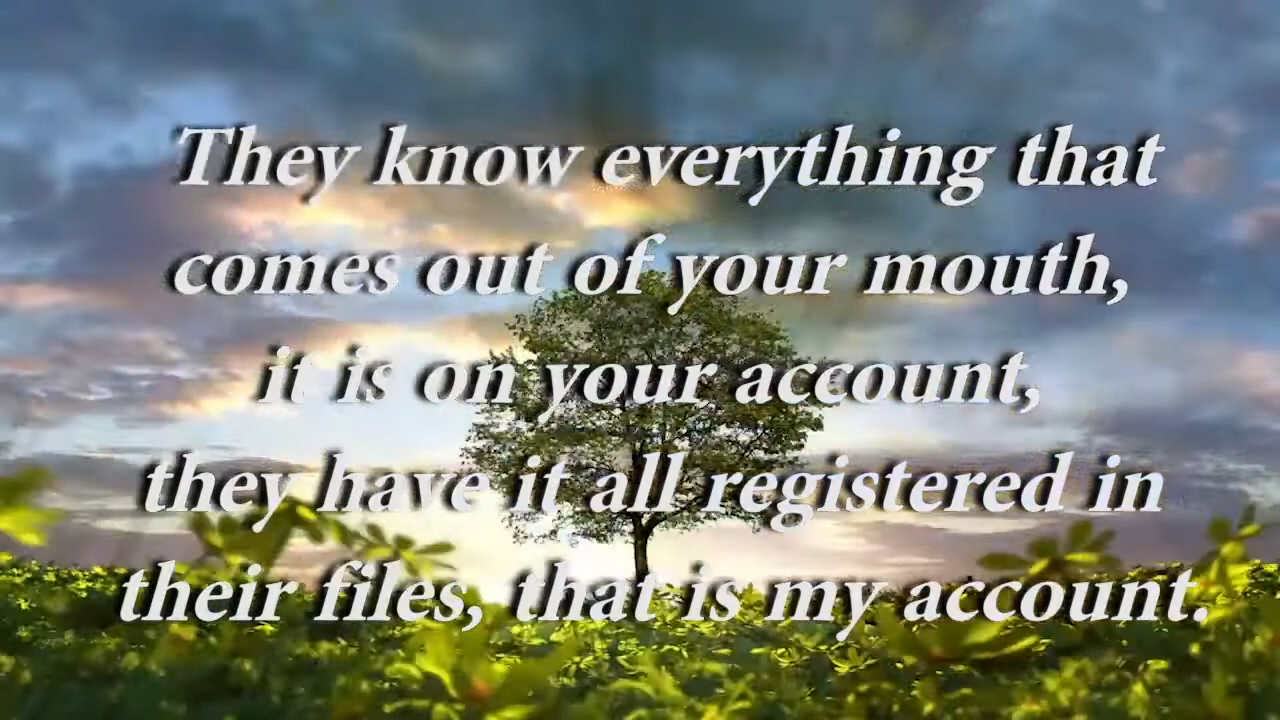 They know everything that
comes out of your mouth,
it is on your account,
they have it all registered in
their files, that is my account.